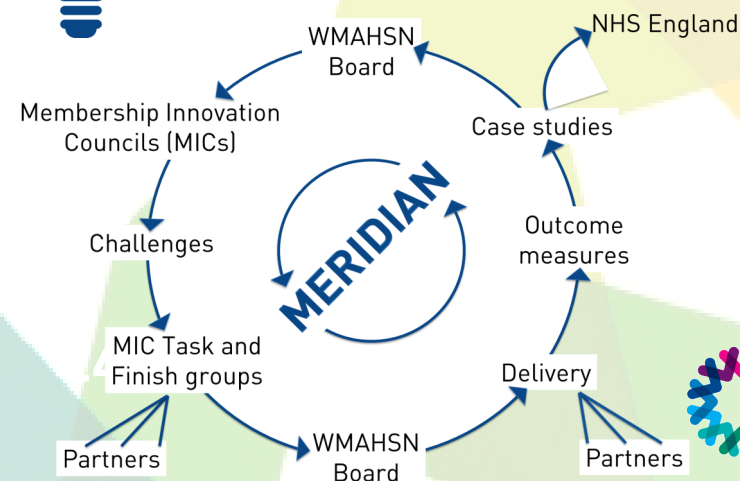 NHS England
WMAHSN
Board
Membership Innovation
Councils (MICs)
Case studies
Challenges
MERIDIAN
Outcome
measures
MIC Task and
Finish groups
Delivery
Partners
WMAHSN
Board
Partners